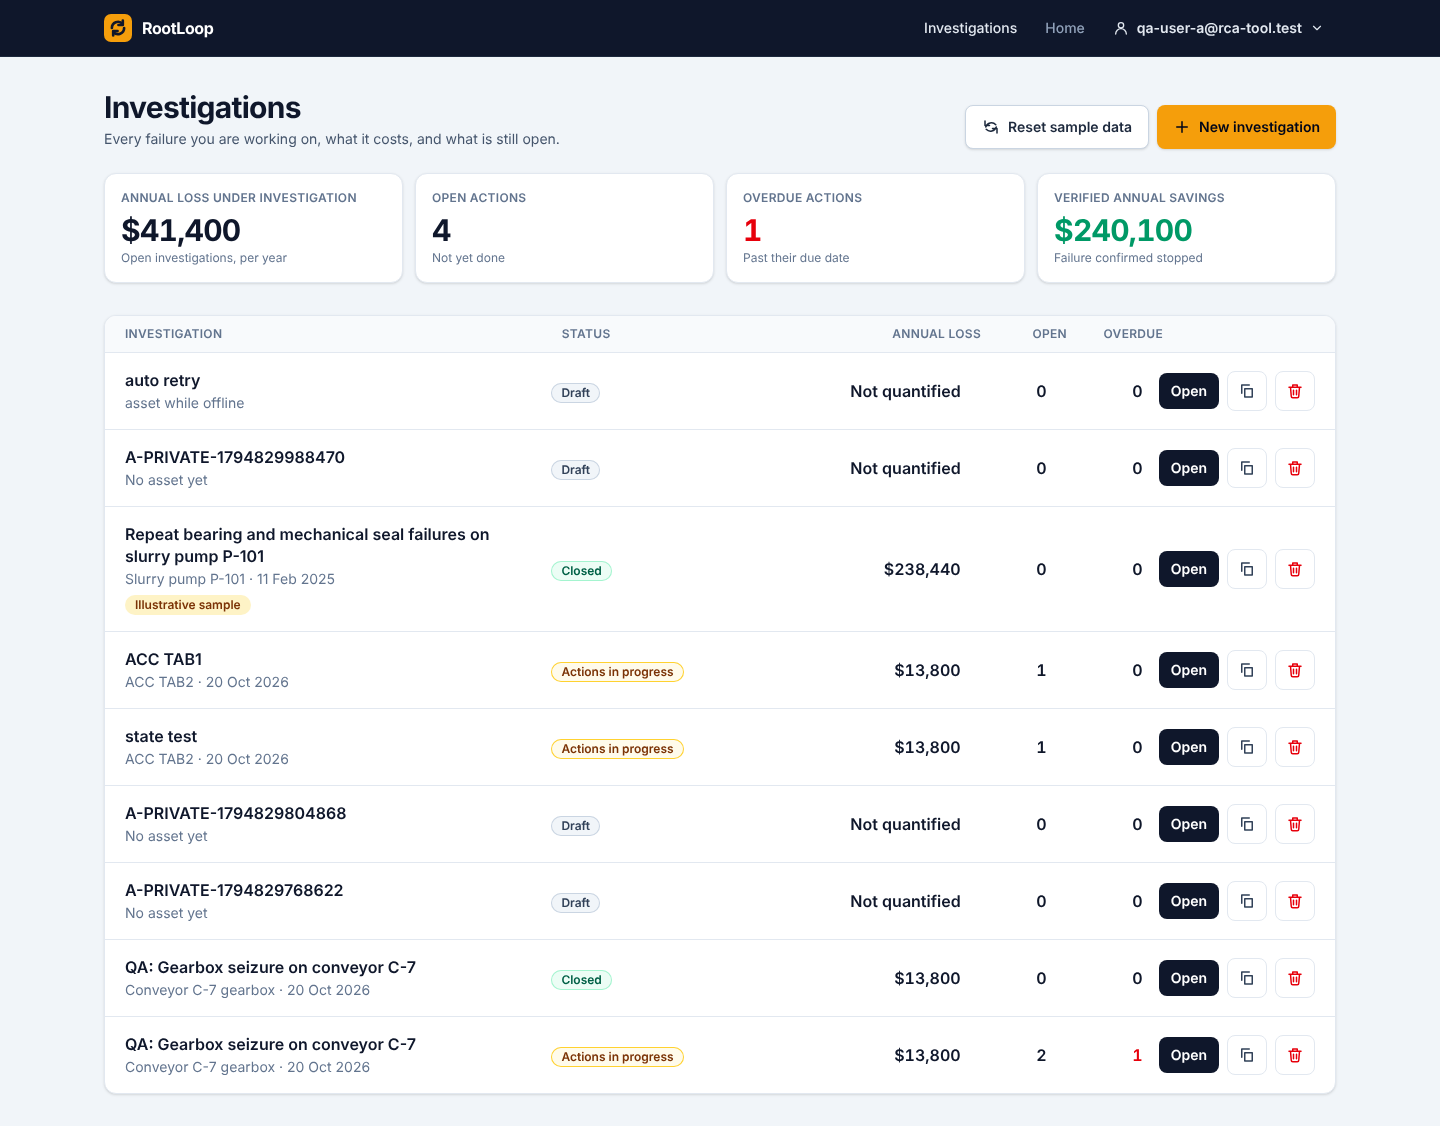 RootLoop
Investigations
Home
qa-user-a@rca-tool.test
Investigations
Every failure you are working on, what it costs, and what is still open.
Reset sample data
New investigation
ANNUAL LOSS UNDER INVESTIGATION
$41,400
Open investigations, per year
OPEN ACTIONS
4
Not yet done
OVERDUE ACTIONS
1
Past their due date
VERIFIED ANNUAL SAVINGS
$240,100
Failure confirmed stopped
INVESTIGATION STATUS ANNUAL LOSS OPEN OVERDUE
auto retry
asset while offline
Draft Not quantified 0 0 Open
A-PRIVATE-1794829988470
No asset yet
Draft Not quantified 0 0 Open
Repeat bearing and mechanical seal failures on
slurry pump P-101
Slurry pump P-101 · 11 Feb 2025
Illustrative sample
Closed $238,440 0 0 Open
ACC TAB1
ACC TAB2 · 20 Oct 2026
Actions in progress $13,800 1 0 Open
state test
ACC TAB2 · 20 Oct 2026
Actions in progress $13,800 1 0 Open
A-PRIVATE-1794829804868
No asset yet
Draft Not quantified 0 0 Open
A-PRIVATE-1794829768622
No asset yet
Draft Not quantified 0 0 Open
QA: Gearbox seizure on conveyor C-7
Conveyor C-7 gearbox · 20 Oct 2026
Closed $13,800 0 0 Open
QA: Gearbox seizure on conveyor C-7
Conveyor C-7 gearbox · 20 Oct 2026
Actions in progress $13,800 2 1 Open